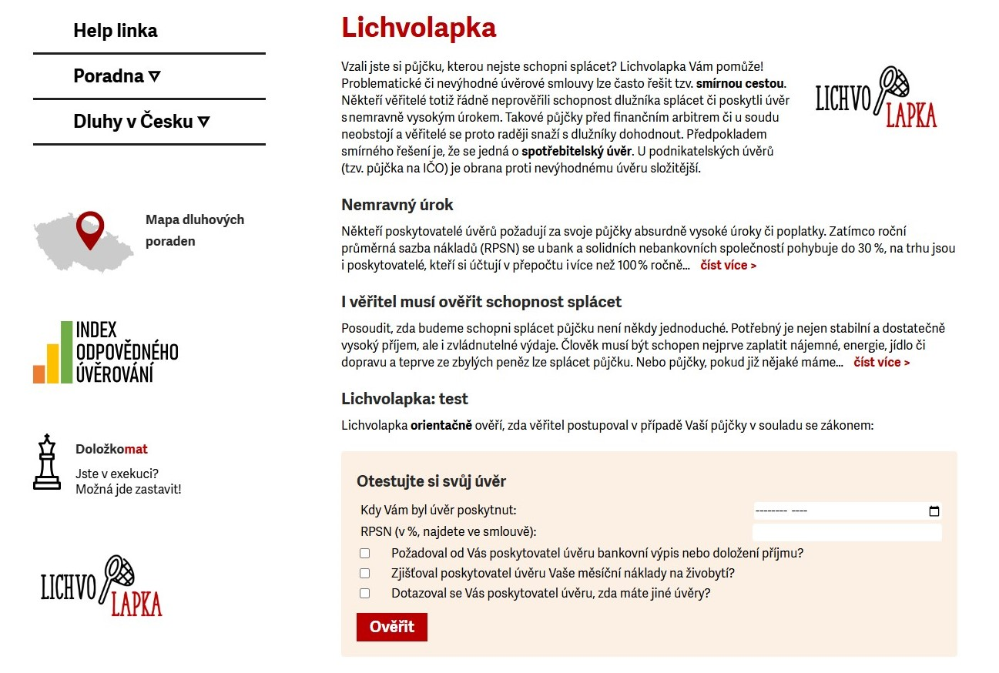 Help linka
Poradna
Dluhy v Česku
Mapa dluhových
poraden
INDEX
ODPOVĚDNÉHO
ÚVĚROVÁNÍ
Doložkomat
Jste v exekuci?
Možná jde zastavit!
LICHVO
LAPKA
Lichvolapka
Vzali jste si půjčku, kterou nejste schopni splácet? Lichvolapka Vám pomůže!
Problematické či nevýhodné úvěrové smlouvy lze často řešit tzv. smírnou cestou.
Někteří věřitelé totiž řádně neprověřili schopnost dlužníka splácet či poskytli úvěr
s nemravně vysokým úrokem. Takové půjčky před finančním arbitrem či u soudu
neobstojí a věřitelé se proto raději snaží s dlužníky dohodnout. Předpokladem
smírného řešení je, že se jedná o spotřebitelský úvěr. U podnikatelských úvěrů
(tzv. půjčka na IČO) je obrana proti nevýhodnému úvěru složitější.
LICHVO
LAPKA
Nemravný úrok
Někteří poskytovatelé úvěrů požadují za svoje půjčky absurdně vysoké úroky či poplatky. Zatímco roční
průměrná sazba nákladů (RPSN) se u bank a solidních nebankovních společností pohybuje do 30 %, na trhu jsou
i poskytovatelé, kteří si účtují v přepočtu i více než 100 % ročně... číst více >
I věřitel musí ověřit schopnost splácet
Posoudit, zda budeme schopni splácet půjčku není někdy jednoduché. Potřebný je nejen stabilní a dostatečně
vysoký příjem, ale i zvládnutelné výdaje. Člověk musí být schopen nejprve zaplatit nájemné, energie, jídlo či
dopravu a teprve ze zbylých peněz lze splácet půjčku. Nebo půjčky, pokud již nějaké máme... číst více >
Lichvolapka: test
Lichvolapka orientačně ověří, zda věřitel postupoval v případě Vaší půjčky v souladu se zákonem:
Otestujte si svůj úvěr
Kdy Vám byl úvěr poskytnut: -------- ----
RPSN (v %, najdete ve smlouvě):
Požadoval od Vás poskytovatel úvěru bankovní výpis nebo doložení příjmu?
Zjišťoval poskytovatel úvěru Vaše měsíční náklady na živobytí?
Dotazoval se Vás poskytovatel úvěru, zda máte jiné úvěry?
Ověřit